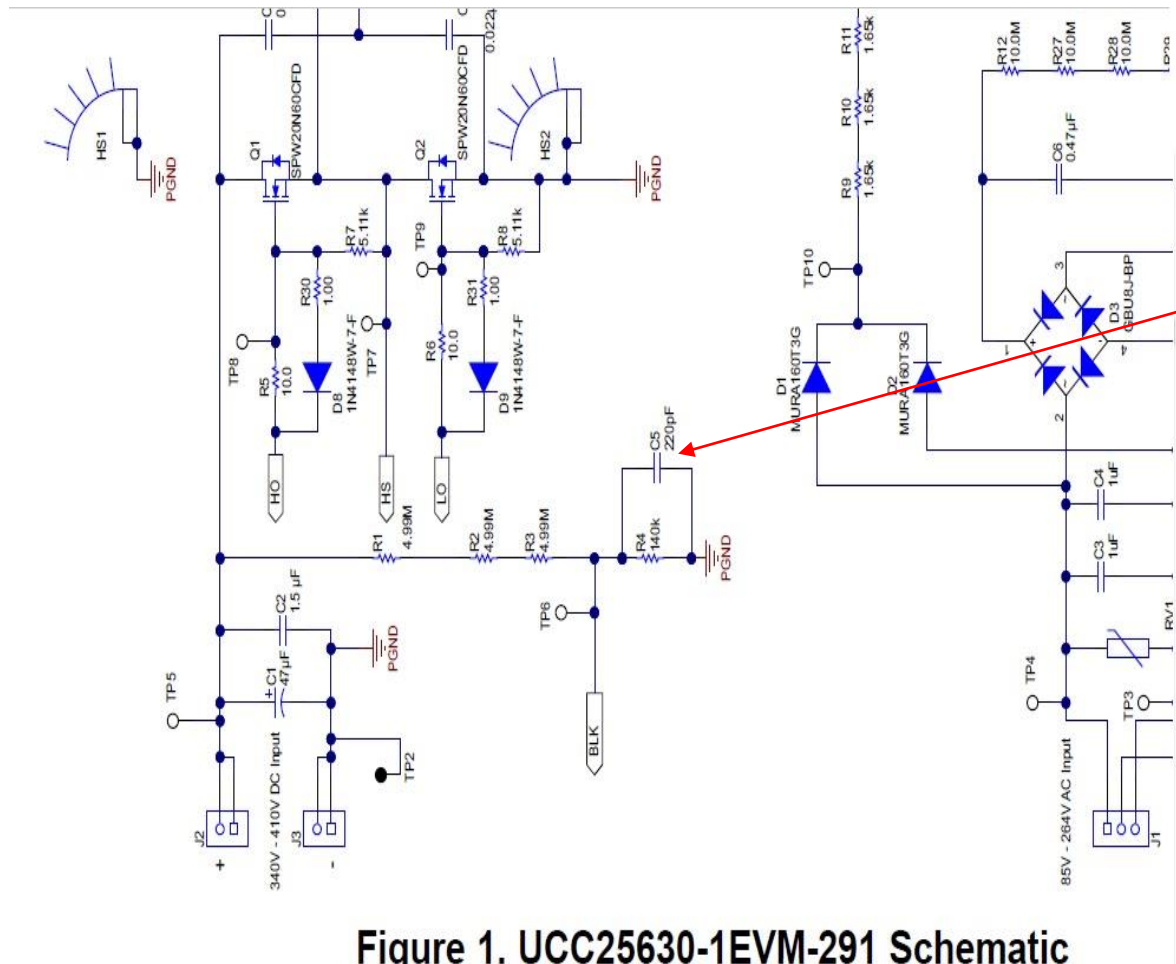 C
0
C
0.022
HS1
PGND
Q1
SPW20N60CFD
Q2
SPW20N60CFD
HS2
PGND
R11
1.65k
R10
1.65k
R9
1.65k
R12
10.0M
R27
10.0M
R28
10.0M
C6
0.47µF
R7
5.11k
TP9
R8
5.11k
R30
1.00
R31
1.00
TP8
TP7
R5
10.0
R6
10.0
D8
1N4148W-7-F
D9
1N4148W-7-F
HO
HS
LO
TP10
D1
MURA160T3G
D2
MURA160T3G
3
D3
GBU8J-BP
1
4
2
+
-
~
~
C5
220pF
C4
1uF
C3
1uF
R1
4.99M
R2
4.99M
R3
4.99M
R4
140k
PGND
TP6
BLK
C2
1.5 µF
PGND
+
C1
47µF
TP5
TP2
J2
J3
+
340V - 410V DC Input
-
RV1
TP4
TP3
85V - 264V AC Input
J1
Figure 1. UCC25630-1EVM-291 Schematic